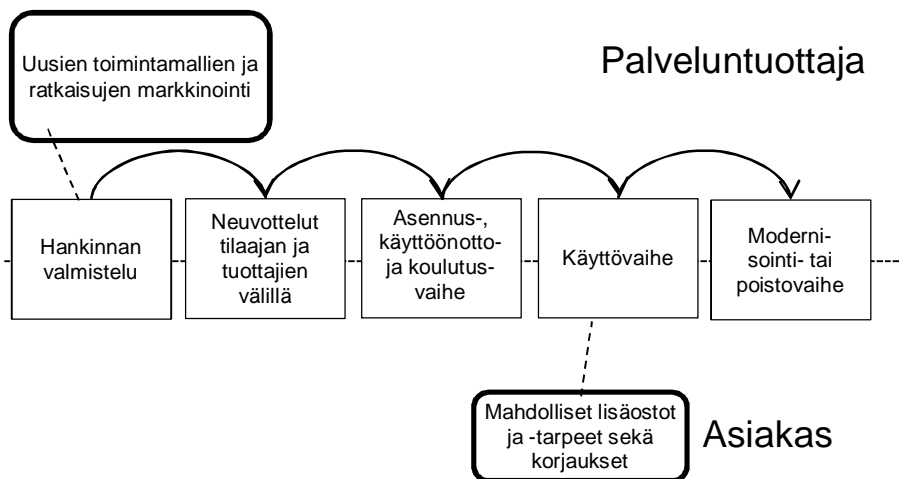 Uusien toimintamallien ja
ratkaisujen markkinointi
Palveluntuottaja
Hankinnan
valmistelu
Neuvottelut
tilaajan ja
tuottajien
välillä
Asennus-,
käyttöönotto-
ja koulutus-
vaihe
Käyttövaihe
Moderni-
sointi- tai
poistovaihe
Mahdolliset lisäostot
ja -tarpeet sekä
korjaukset
Asiakas